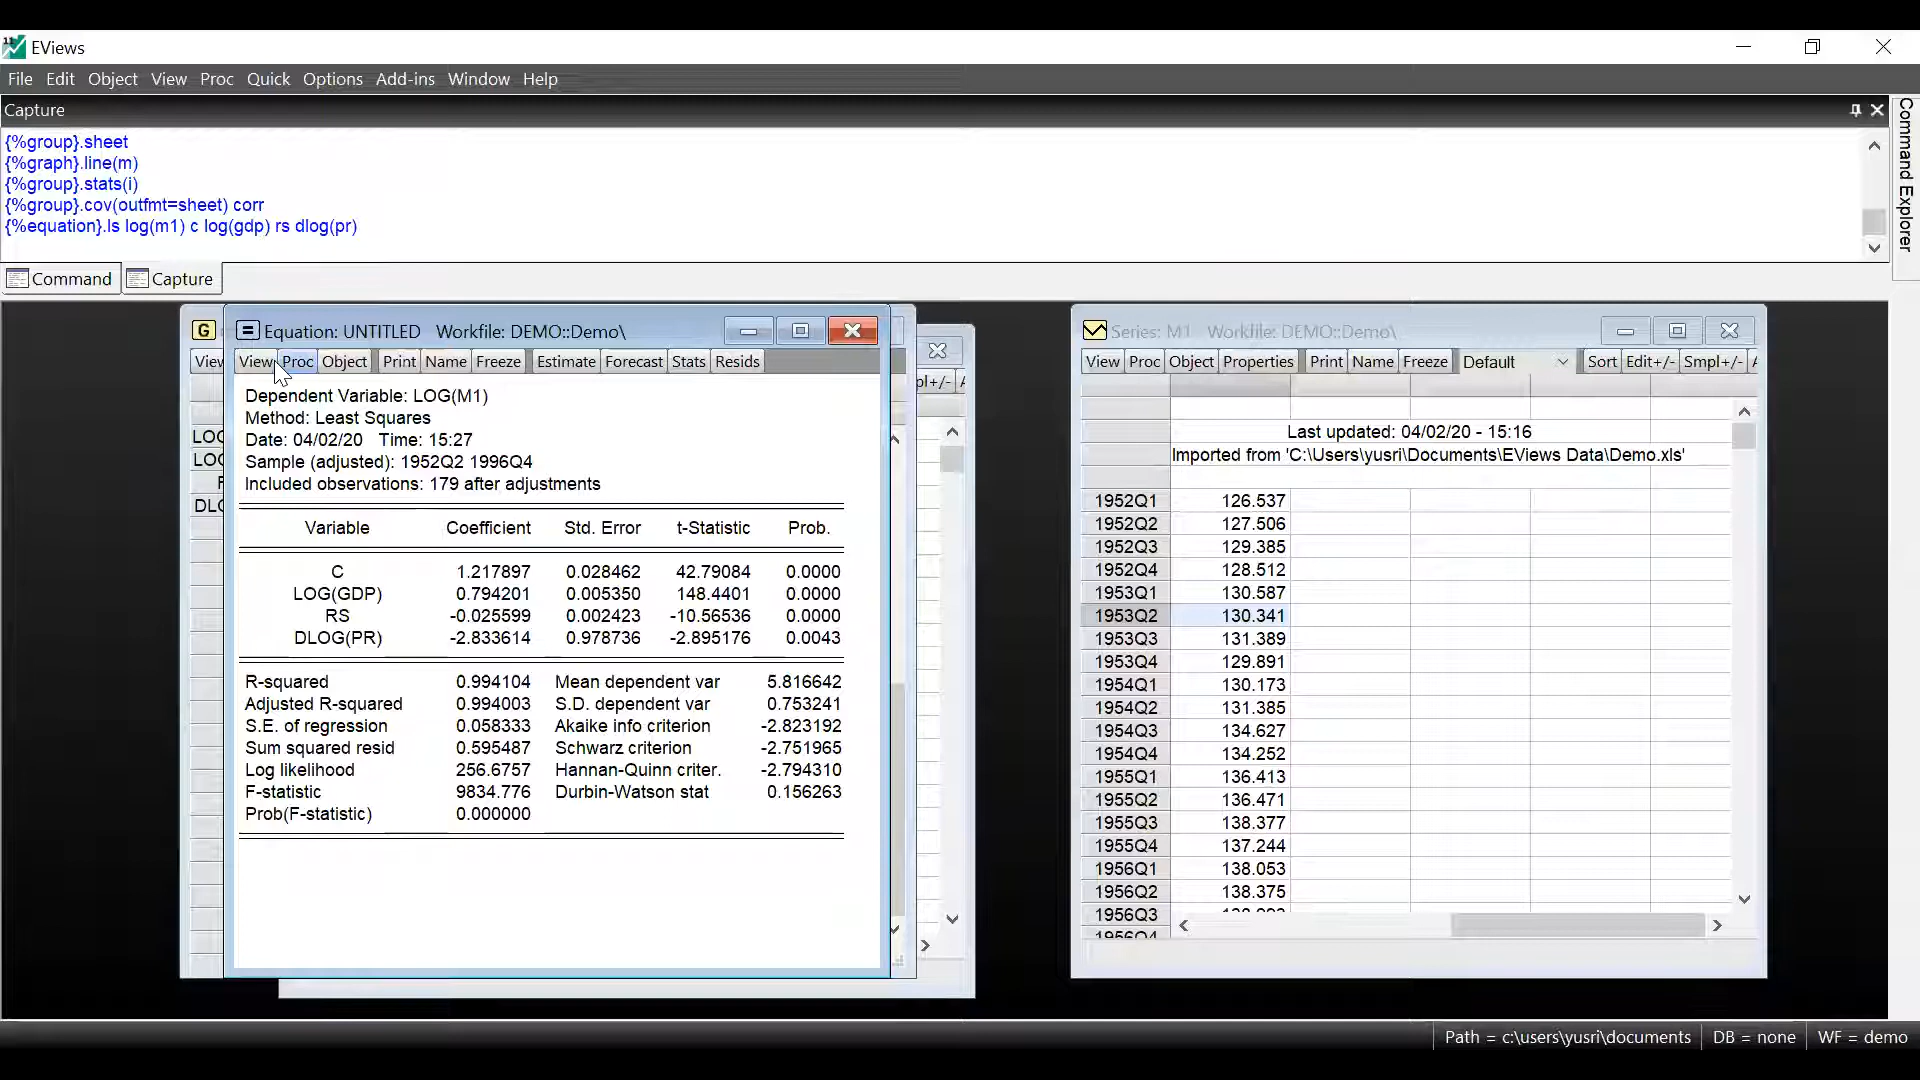 EViews
File Edit Object View Proc Quick Options Add-ins Window Help
Capture
{%group}.sheet
{%graph}.line(m)
{%group}.stats(i)
{%group}.cov(outfmt=sheet) corr
{%equation}.ls log(m1) c log(gdp) rs dlog(pr)
Command Explorer
Command Capture
G
Equation: UNTITLED Workfile: DEMO::Demo\
View Proc Object Print Name Freeze Estimate Forecast Stats Resids
Dependent Variable: LOG(M1)
Method: Least Squares
Date: 04/02/20 Time: 15:27
Sample (adjusted): 1952Q2 1996Q4
Included observations: 179 after adjustments
Variable Coefficient Std. Error t-Statistic Prob.
C 1.217897 0.028462 42.79084 0.0000
LOG(GDP) 0.794201 0.005350 148.4401 0.0000
RS -0.025599 0.002423 -10.56536 0.0000
DLOG(PR) -2.833614 0.978736 -2.895176 0.0043
R-squared 0.994104 Mean dependent var 5.816642
Adjusted R-squared 0.994003 S.D. dependent var 0.753241
S.E. of regression 0.058333 Akaike info criterion -2.823192
Sum squared resid 0.595487 Schwarz criterion -2.751965
Log likelihood 256.6757 Hannan-Quinn criter. -2.794310
F-statistic 9834.776 Durbin-Watson stat 0.156263
Prob(F-statistic) 0.000000
Series: M1 Workfile: DEMO::Demo\
View Proc Object Properties Print Name Freeze Default Sort Edit+/- Smpl+/-
Last updated: 04/02/20 - 15:16
Imported from 'C:\Users\yusri\Documents\EViews Data\Demo.xls'
1952Q1 126.537
1952Q2 127.506
1952Q3 129.385
1952Q4 128.512
1953Q1 130.587
1953Q2 130.341
1953Q3 131.389
1953Q4 129.891
1954Q1 130.173
1954Q2 131.385
1954Q3 134.627
1954Q4 134.252
1955Q1 136.413
1955Q2 136.471
1955Q3 138.377
1955Q4 137.244
1956Q1 138.053
1956Q2 138.375
1956Q3
1956Q4
Path = c:\users\yusri\documents DB = none WF = demo